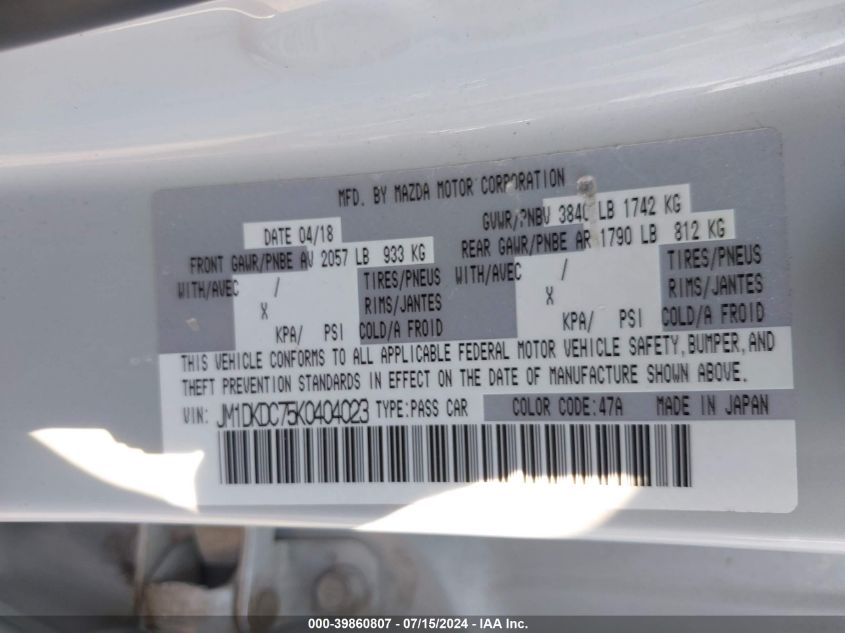 MFD. BY MAZDA MOTOR CORPORATION
DATE 04/18 GVWR/PNBV 3840 LB 1742 KG
FRONT GAWR/PNBE AV 2057 LB 933 KG REAR GAWR/PNBE AR 1790 LB 812 KG
WITH/AVEC / TIRES/PNEUS WITH/AVEC / TIRES/PNEUS
X RIMS/JANTES X RIMS/JANTES
KPA/ PSI COLD/A FROID KPA/ PSI COLD/A FROID
THIS VEHICLE CONFORMS TO ALL APPLICABLE FEDERAL MOTOR VEHICLE SAFETY, BUMPER, AND
THEFT PREVENTION STANDARDS IN EFFECT ON THE DATE OF MANUFACTURE SHOWN ABOVE.
VIN: JM1DKDC75K0404023 TYPE:PASS CAR COLOR CODE:47A MADE IN JAPAN
000-39860807 - 07/15/2024 - IAA Inc.